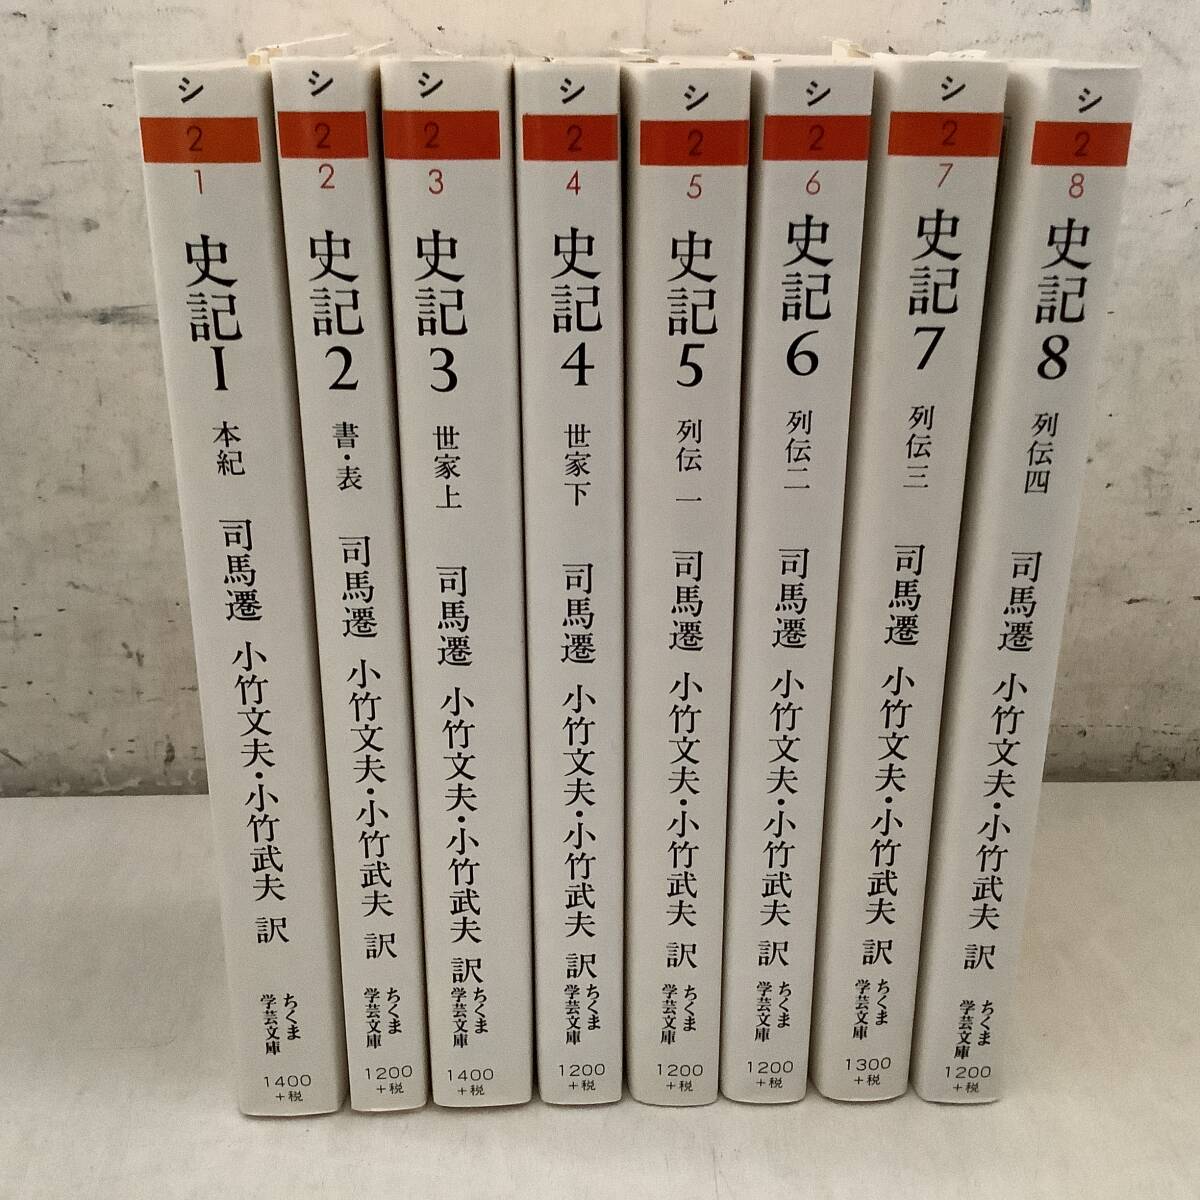 シ
2
1
史記1
本紀
司馬遷
小竹文夫・小竹武夫 訳
ちくま
学芸文庫
1400
+税
シ
2
2
史記2
書・表
司馬遷
小竹文夫・小竹武夫 訳
ちくま
学芸文庫
1200
+税
シ
2
3
史記3
世家上
司馬遷
小竹文夫・小竹武夫 訳
ちくま
学芸文庫
1400
+税
シ
2
4
史記4
世家下
司馬遷
小竹文夫・小竹武夫 訳
ちくま
学芸文庫
1200
+税
シ
2
5
史記5
列伝一
司馬遷
小竹文夫・小竹武夫 訳
ちくま
学芸文庫
1200
+税
シ
2
6
史記6
列伝二
司馬遷
小竹文夫・小竹武夫 訳
ちくま
学芸文庫
1200
+税
シ
2
7
史記7
列伝三
司馬遷
小竹文夫・小竹武夫 訳
ちくま
学芸文庫
1300
+税
シ
2
8
史記8
列伝四
司馬遷
小竹文夫・小竹武夫 訳
ちくま
学芸文庫
1200
+税